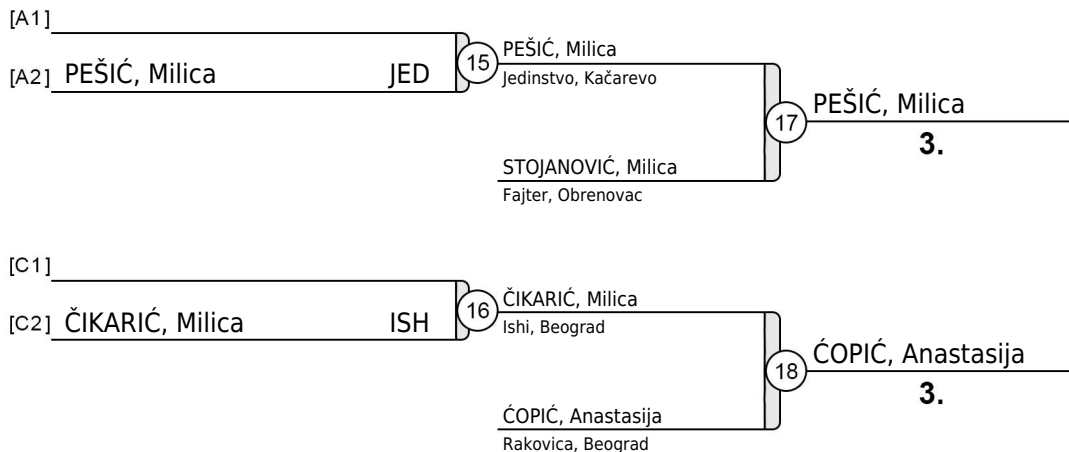 [A1]
[A2] PEŠIĆ, Milica JED
15
PEŠIĆ, Milica
Jedinstvo, Kačarevo
17
PEŠIĆ, Milica
3.
STOJANOVIĆ, Milica
Fajter, Obrenovac
[C1]
[C2] ČIKARIĆ, Milica ISH
16
ČIKARIĆ, Milica
Ishi, Beograd
18
ĆOPIĆ, Anastasija
3.
ĆOPIĆ, Anastasija
Rakovica, Beograd